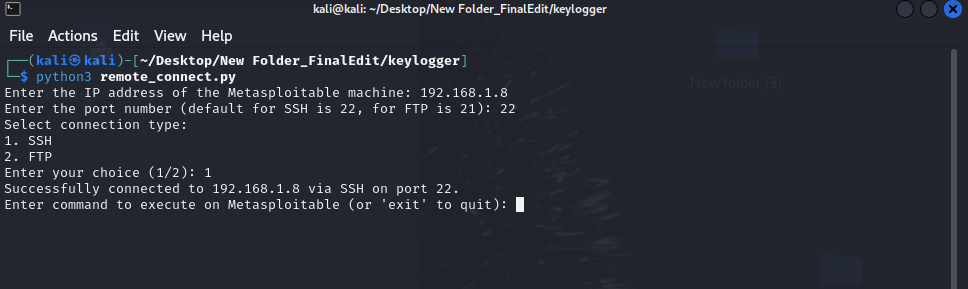 kali@kali: ~/Desktop/New Folder_FinalEdit/keylogger
File Actions Edit View Help
┌──(kali㉿kali)-[~/Desktop/New Folder_FinalEdit/keylogger]
└─$ python3 remote_connect.py
Enter the IP address of the Metasploitable machine: 192.168.1.8
Enter the port number (default for SSH is 22, for FTP is 21): 22
Select connection type:
1. SSH
2. FTP
Enter your choice (1/2): 1
Successfully connected to 192.168.1.8 via SSH on port 22.
Enter command to execute on Metasploitable (or 'exit' to quit):
New folder (3)